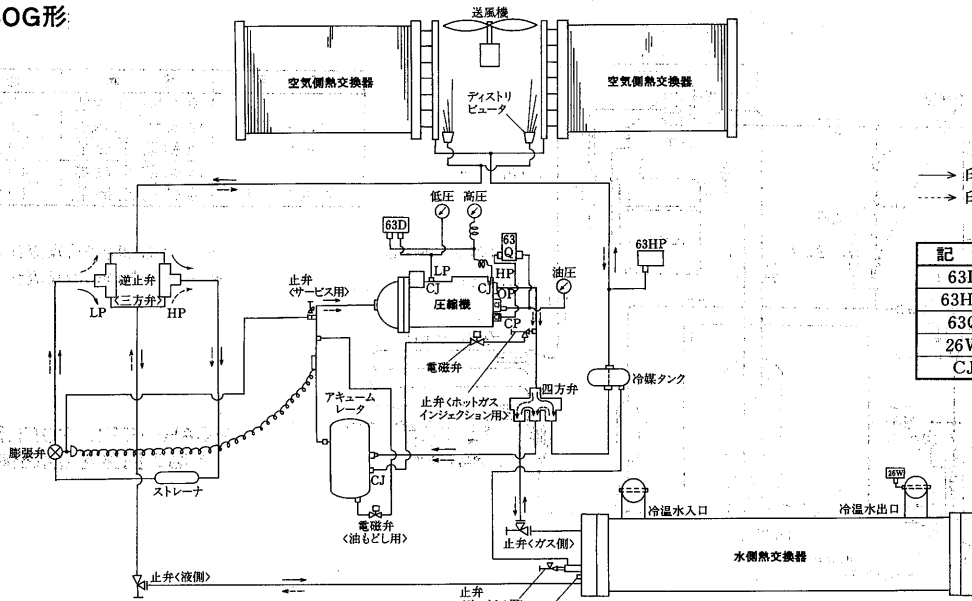 OG形
送風機
空気側熱交換器
空気側熱交換器
ディストリ
ビュータ
低圧
高圧
63D
63
Q
63HP
印
印
記
63D
63H
63Q
26W
CJ
LP
CJ
HP
CJ
OP
油圧
止弁
〈サービス用〉
圧縮機
CP
逆止弁
〈三方弁〉
LP
HP
電磁弁
冷媒タンク
四方弁
止弁〈ホットガス
インジェクション用〉
アキューム
レータ
膨張弁
ストレーナ
CJ
電磁弁
〈油もどし用〉
26W
冷温水入口
冷温水出口
止弁〈ガス側〉
水側熱交換器
止弁〈液側〉
止弁